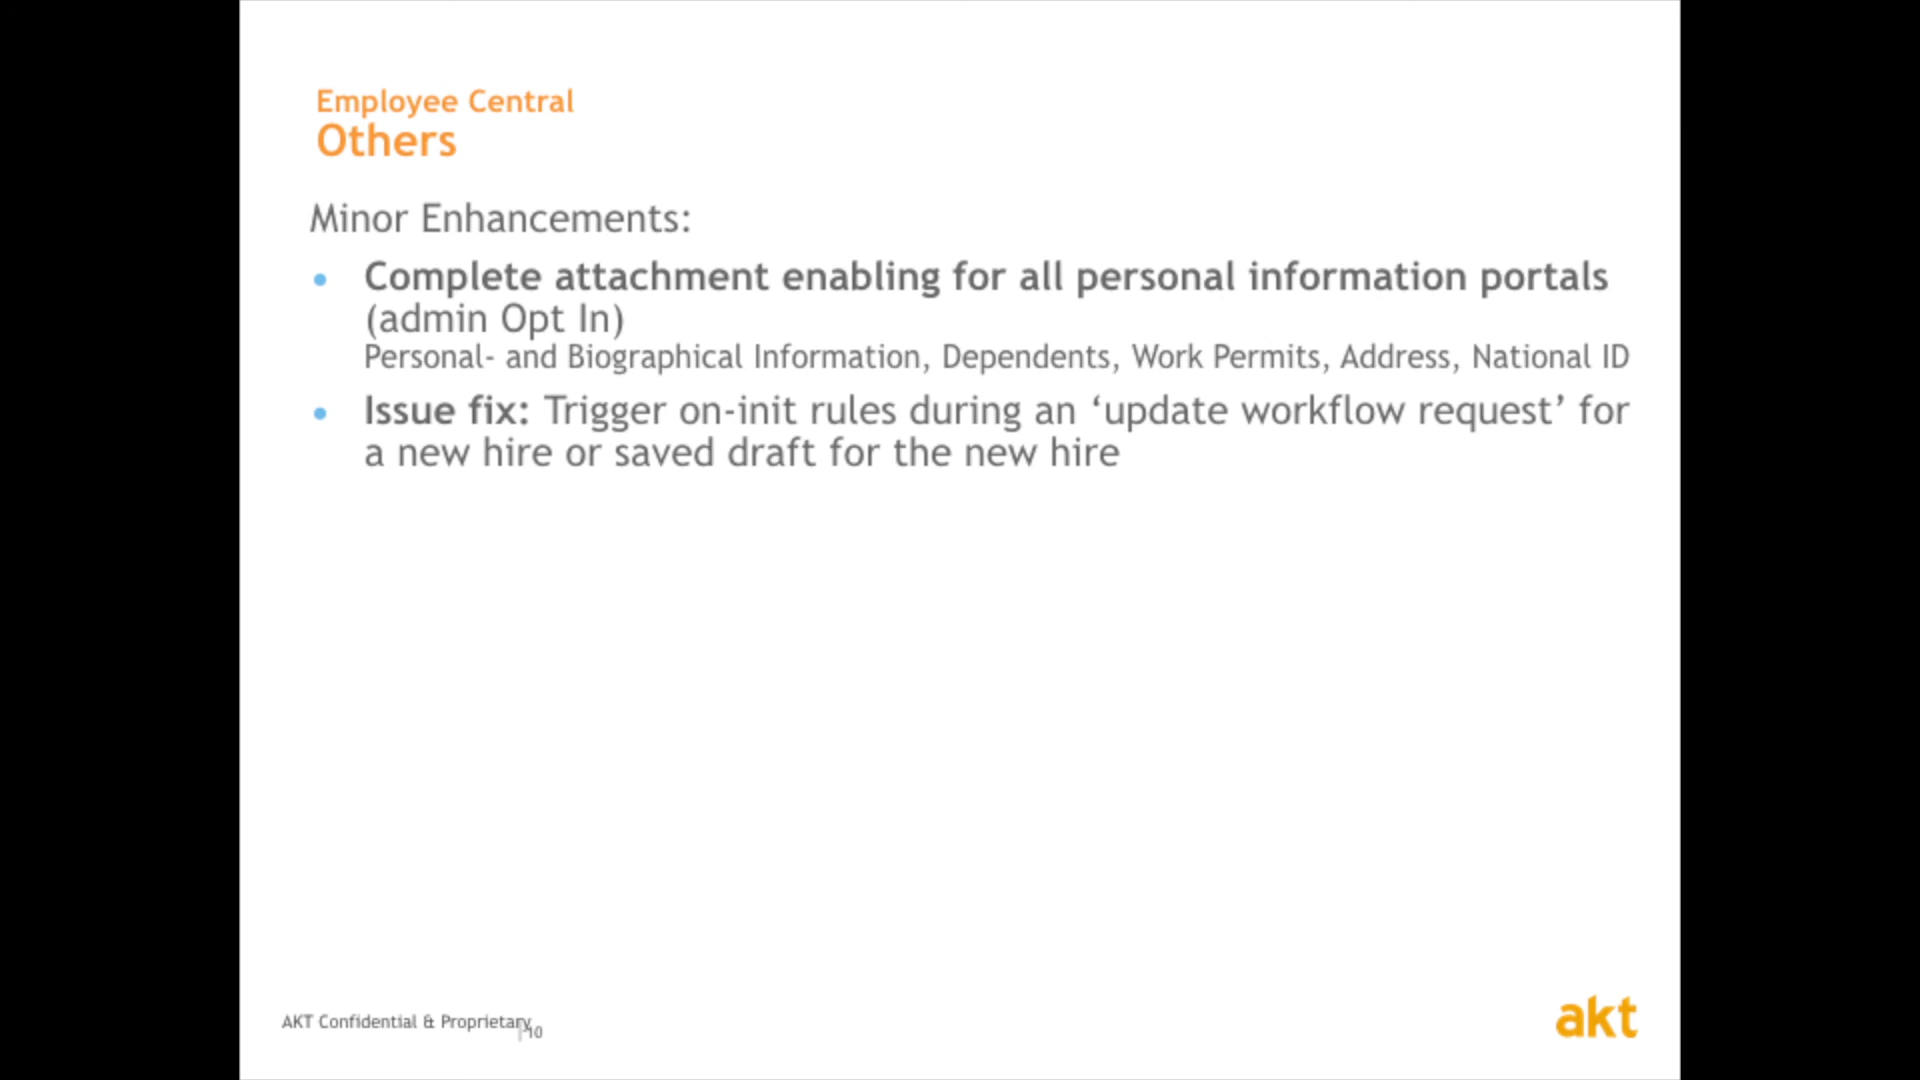 Employee Central
Others
Minor Enhancements:
• Complete attachment enabling for all personal information portals
(admin Opt In)
Personal- and Biographical Information, Dependents, Work Permits, Address, National ID
• Issue fix: Trigger on-init rules during an ‘update workflow request’ for
a new hire or saved draft for the new hire
AKT Confidential & Proprietary
|10
akt